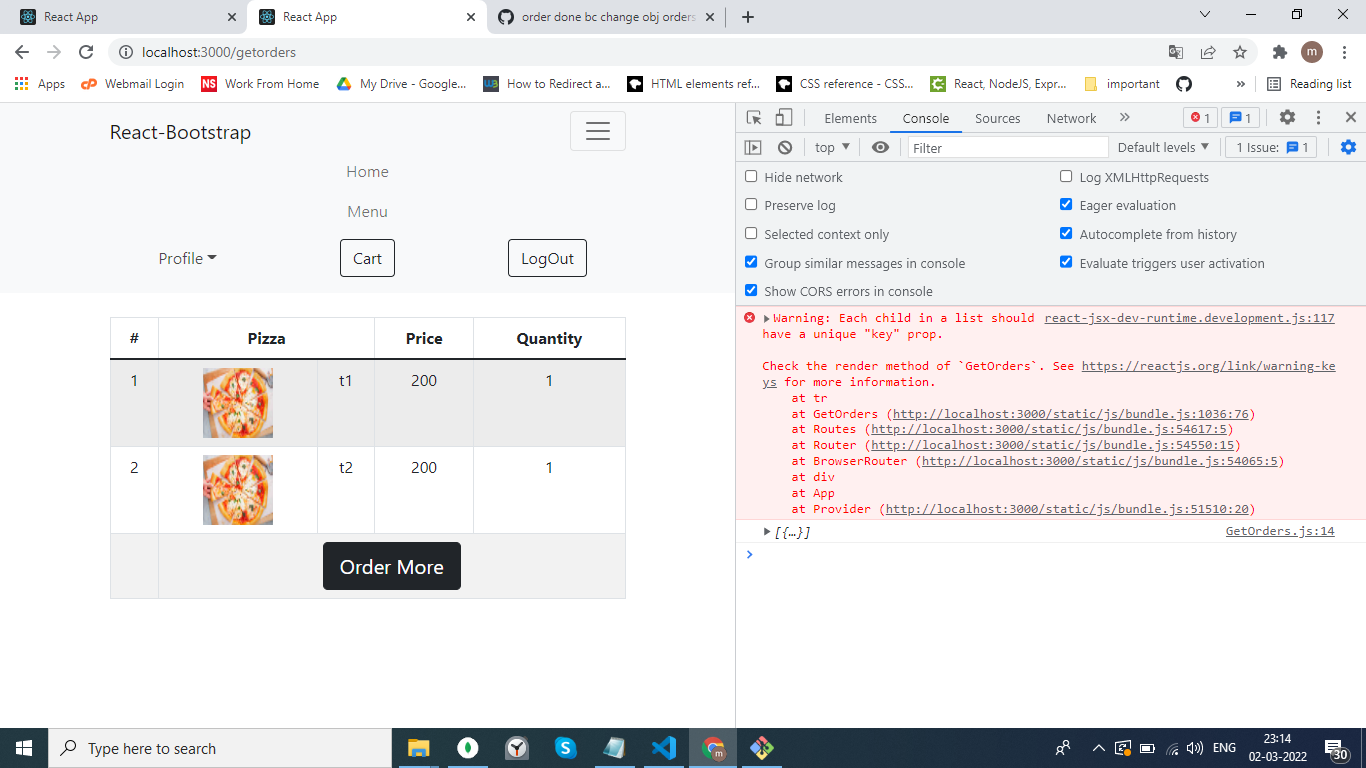 React App
React App
order done bc change obj orders
localhost:3000/getorders
m
Apps
Webmail Login
NS Work From Home
My Drive - Google...
How to Redirect a...
HTML elements ref...
CSS reference - CSS...
React, NodeJS, Expr...
important
»
Reading list
React-Bootstrap
Home
Menu
Profile
Cart
LogOut
# Pizza Price Quantity
1 t1 200 1
2 t2 200 1
Order More
Elements Console Sources Network » 1 1
top Filter Default levels 1 Issue: 1
Hide network
Log XMLHttpRequests
Preserve log
Eager evaluation
Selected context only
Autocomplete from history
Group similar messages in console
Evaluate triggers user activation
Show CORS errors in console
Warning: Each child in a list should react-jsx-dev-runtime.development.js:117
have a unique "key" prop.
Check the render method of `GetOrders`. See https://reactjs.org/link/warning-ke
ys for more information.
at tr
at GetOrders (http://localhost:3000/static/js/bundle.js:1036:76)
at Routes (http://localhost:3000/static/js/bundle.js:54617:5)
at Router (http://localhost:3000/static/js/bundle.js:54550:15)
at BrowserRouter (http://localhost:3000/static/js/bundle.js:54065:5)
at div
at App
at Provider (http://localhost:3000/static/js/bundle.js:51510:20)
[{…}] GetOrders.js:14
Type here to search
m
ENG
23:14
02-03-2022
30